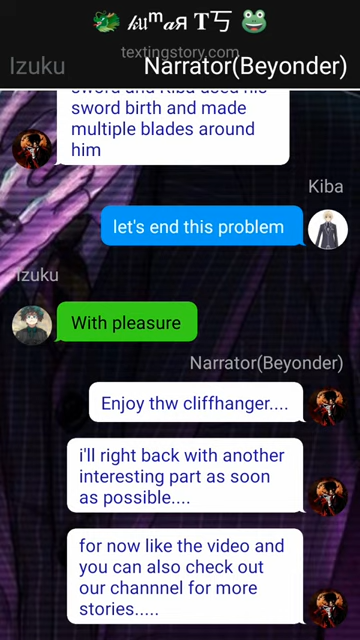 𝓀𝓊ᵐ𝒂я 𝐓丂
textingstory.com
Izuku
Narrator(Beyonder)
sword and Kiba used his
sword birth and made
multiple blades around
him
Kiba
let's end this problem
Izuku
With pleasure
Narrator(Beyonder)
Enjoy thw cliffhanger....
i'll right back with another
interesting part as soon
as possible....
for now like the video and
you can also check out
our channnel for more
stories.....